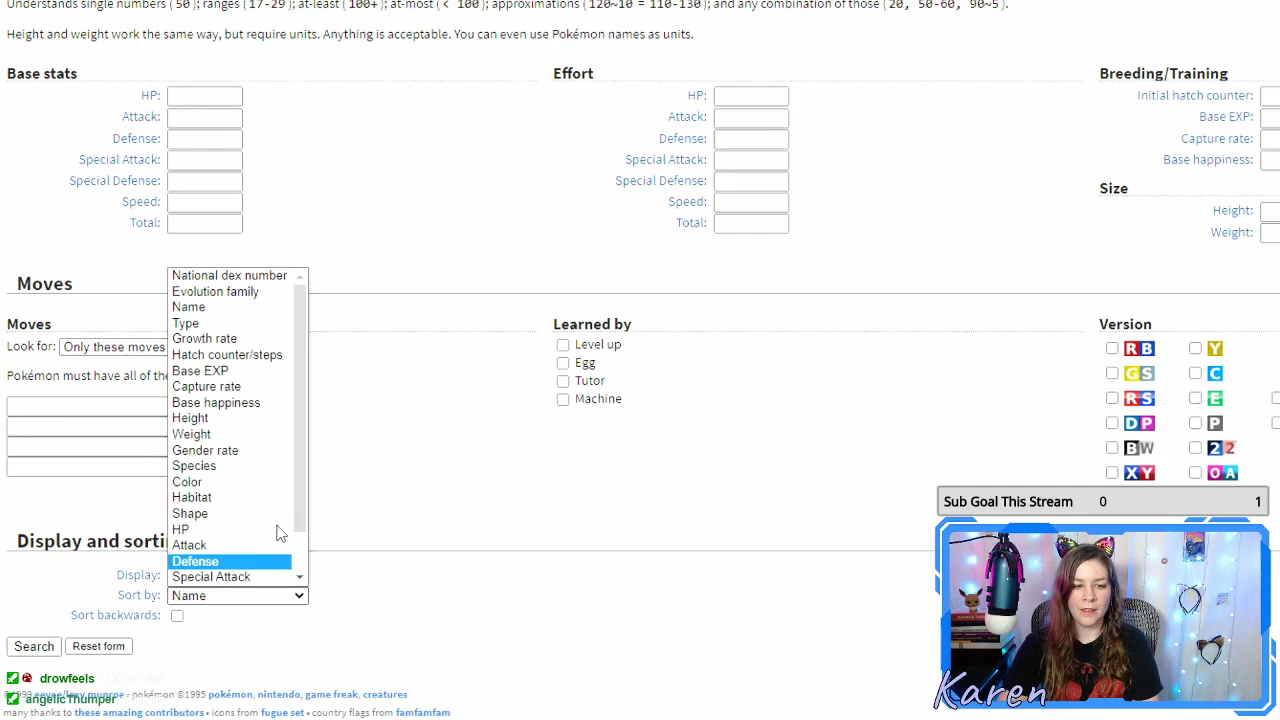 Understands single numbers (50); ranges (17-29); at-least (100+); at-most (< 100); approximations (120~10 = 110-130); and any combination of those (20, 50-60, 90~5).
Height and weight work the same way, but require units. Anything is acceptable. You can even use Pokémon names as units.
Base stats
HP:
Attack:
Defense:
Special Attack:
Special Defense:
Speed:
Total:
Effort
HP:
Attack:
Defense:
Special Attack:
Special Defense:
Speed:
Total:
Breeding/Training
Initial hatch counter:
Base EXP:
Capture rate:
Base happiness:
Size
Height:
Weight:
Moves
Moves
Look for: Only these moves
Pokémon must have all of the
National dex number
Evolution family
Name
Type
Growth rate
Hatch counter/steps
Base EXP
Capture rate
Base happiness
Height
Weight
Gender rate
Species
Color
Habitat
Shape
HP
Attack
Defense
Special Attack
Learned by
Level up
Egg
Tutor
Machine
Version
RB Y
GS C
RS E
DP P
BW 22
XY OA
Display and sorti
Display:
Sort by: Name
Sort backwards:
Search Reset form
Sub Goal This Stream 0 1
drowfeels
angelicThumper
©1999 eevee/lexy munroe • pokémon ©1995 pokémon, nintendo, game freak, creatures
many thanks to these amazing contributors • icons from fugue set • country flags from famfamfam
Karen